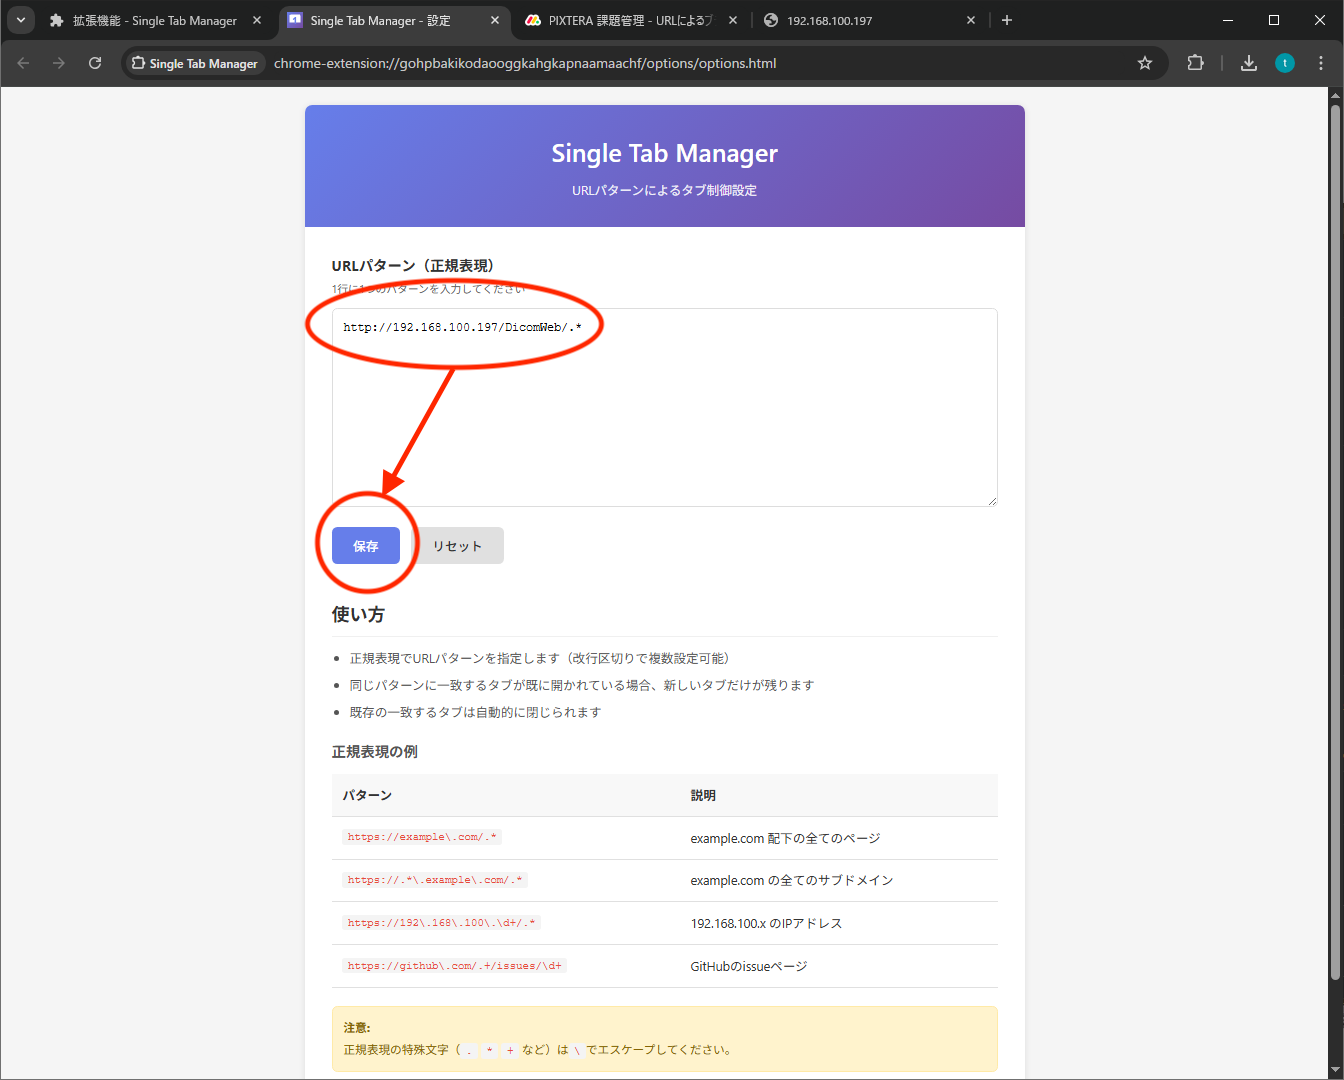 拡張機能 - Single Tab Manager
Single Tab Manager - 設定
PIXTERA 課題管理 - URLによるブ
192.168.100.197
Single Tab Manager
chrome-extension://gohpbakikodaooggkahgkapnaamaachf/options/options.html
t
Single Tab Manager
URLパターンによるタブ制御設定
URLパターン（正規表現）
1行に1つのパターンを入力してください
http://192.168.100.197/DicomWeb/.*
保存
リセット
使い方
正規表現でURLパターンを指定します（改行区切りで複数設定可能）
同じパターンに一致するタブが既に開かれている場合、新しいタブだけが残ります
既存の一致するタブは自動的に閉じられます
正規表現の例
パターン 説明
https://example\.com/.* example.com 配下の全てのページ
https://.*\.example\.com/.* example.com の全てのサブドメイン
https://192\.168\.100\.\d+/.* 192.168.100.x のIPアドレス
https://github\.com/.+/issues/\d+ GitHubのissueページ
注意:
正規表現の特殊文字（ . * + など）は \ でエスケープしてください。